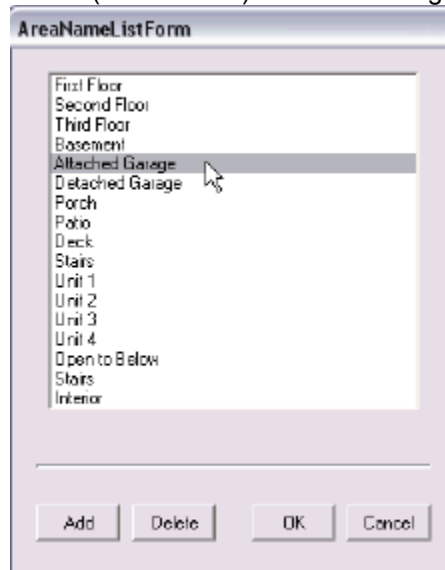 AreaNameListForm
First Floor
Second Floor
Third Floor
Basement
Attached Garage
Detached Garage
Porch
Patio
Deck
Stairs
Unit 1
Unit 2
Unit 3
Unit 4
Open to Below
Stairs
Interior
Add Delete OK Cancel